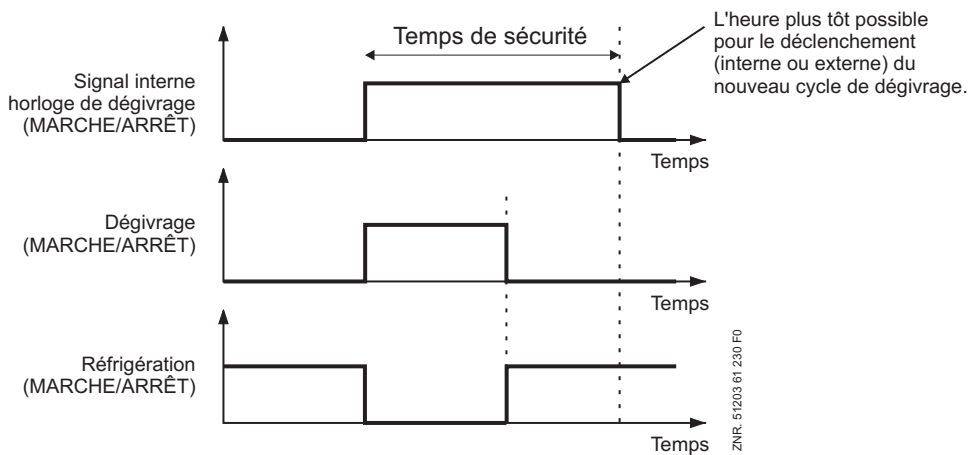 Temps de sécurité
L'heure plus tôt possible
pour le déclenchement
(interne ou externe) du
nouveau cycle de dégivrage.
Signal interne
horloge de dégivrage
(MARCHE/ARRÊT)
Temps
Dégivrage
(MARCHE/ARRÊT)
Temps
Réfrigération
(MARCHE/ARRÊT)
Temps
ZNR. 51203 61 230 F0